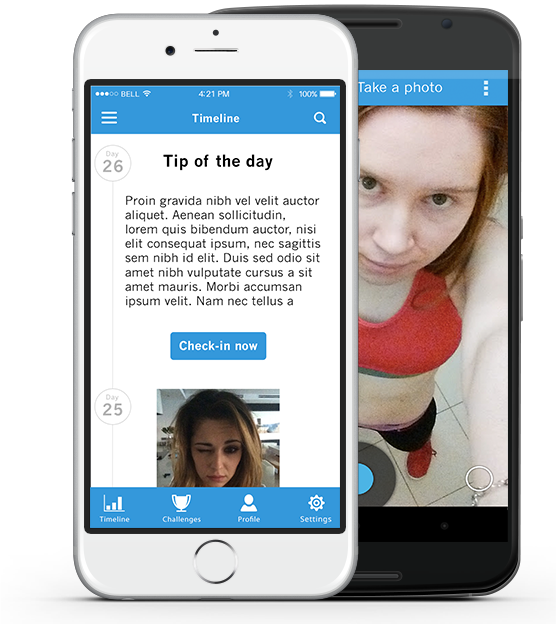 BELL 4:21 PM 100%
Timeline
Day
26
Tip of the day
Proin gravida nibh vel velit auctor
aliquet. Aenean sollicitudin,
lorem quis bibendum auctor, nisi
elit consequat ipsum, nec sagittis
sem nibh id elit. Duis sed odio sit
amet nibh vulputate cursus a sit
amet mauris. Morbi accumsan
ipsum velit. Nam nec tellus a
Check-in now
Day
25
Timeline Challenges Profile Settings
Take a photo